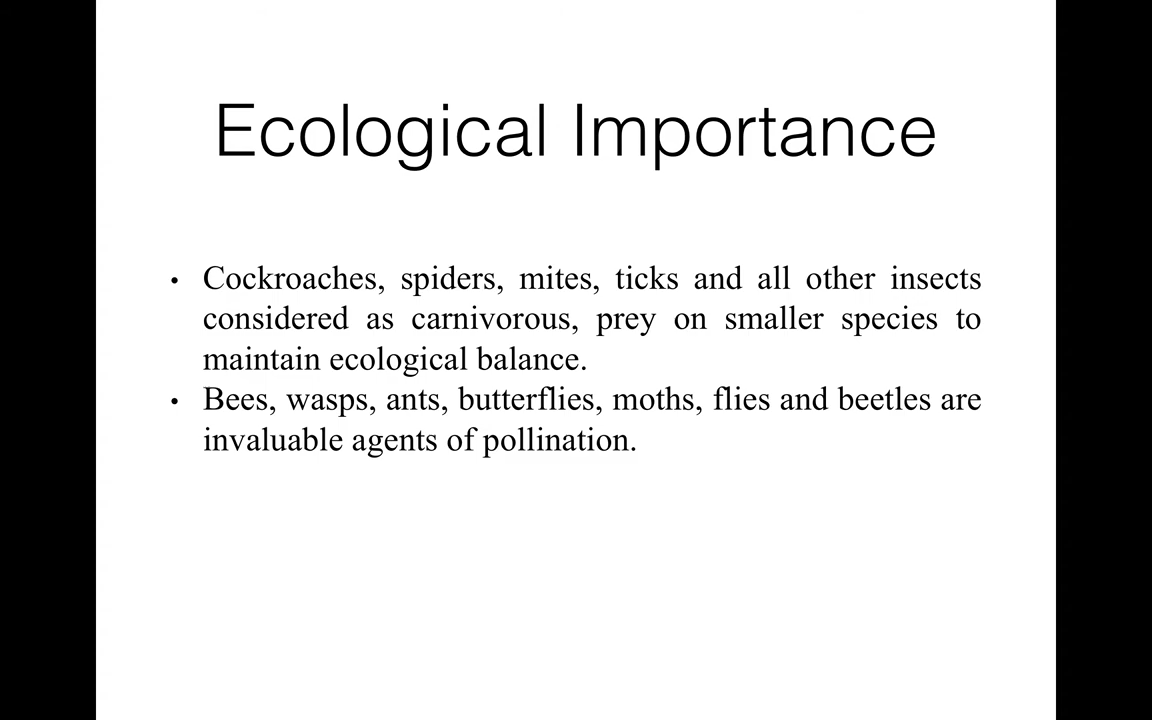 Ecological Importance
• Cockroaches, spiders, mites, ticks and all other insects
considered as carnivorous, prey on smaller species to
maintain ecological balance.
• Bees, wasps, ants, butterflies, moths, flies and beetles are
invaluable agents of pollination.